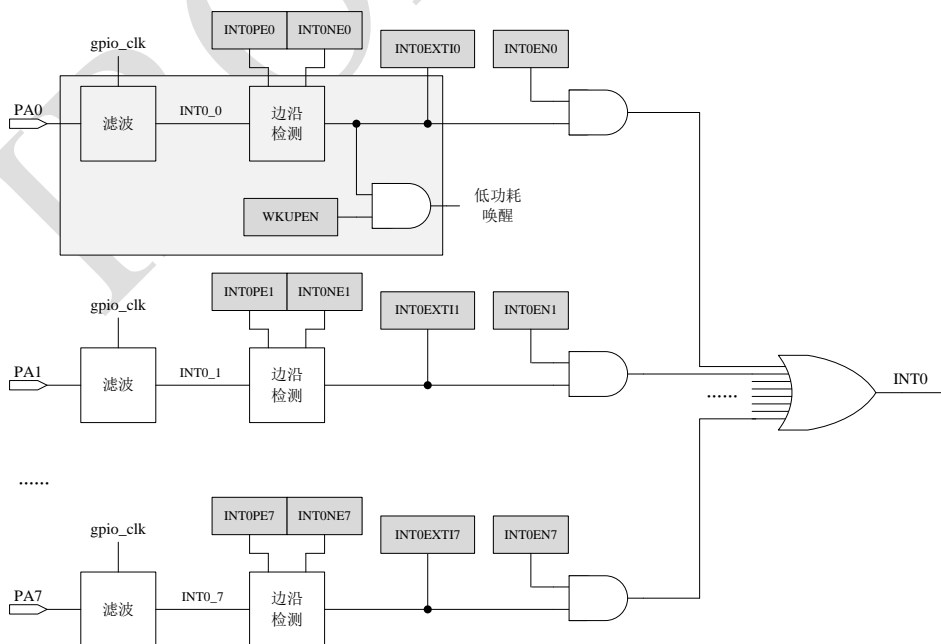 INT0PE0 INT0NE0 INT0EXTI0 INT0EN0
gpio_clk
PA0 滤波 INT0_0 边沿
检测
WKUPEN 低功耗
唤醒
INT0PE1 INT0NE1 INT0EXTI1 INT0EN1
gpio_clk
PA1 滤波 INT0_1 边沿
检测
...... INT0
......
INT0PE7 INT0NE7 INT0EXTI7 INT0EN7
gpio_clk
PA7 滤波 INT0_7 边沿
检测